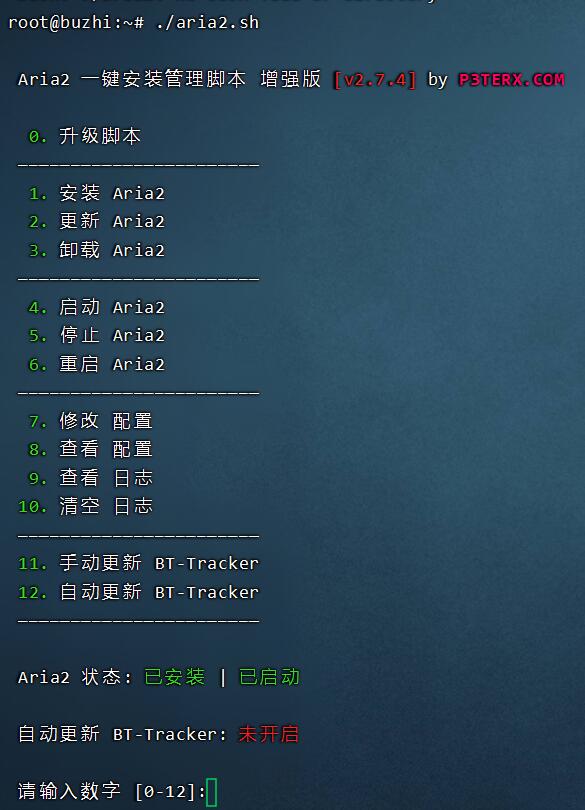 root@buzhi:~# ./aria2.sh
Aria2 一键安装管理脚本 增强版 [v2.7.4] by P3TERX.COM
0. 升级脚本
———————————————————————
1. 安装 Aria2
2. 更新 Aria2
3. 卸载 Aria2
———————————————————————
4. 启动 Aria2
5. 停止 Aria2
6. 重启 Aria2
———————————————————————
7. 修改 配置
8. 查看 配置
9. 查看 日志
10. 清空 日志
———————————————————————
11. 手动更新 BT-Tracker
12. 自动更新 BT-Tracker
———————————————————————
Aria2 状态: 已安装 | 已启动
自动更新 BT-Tracker: 未开启
请输入数字 [0-12]: